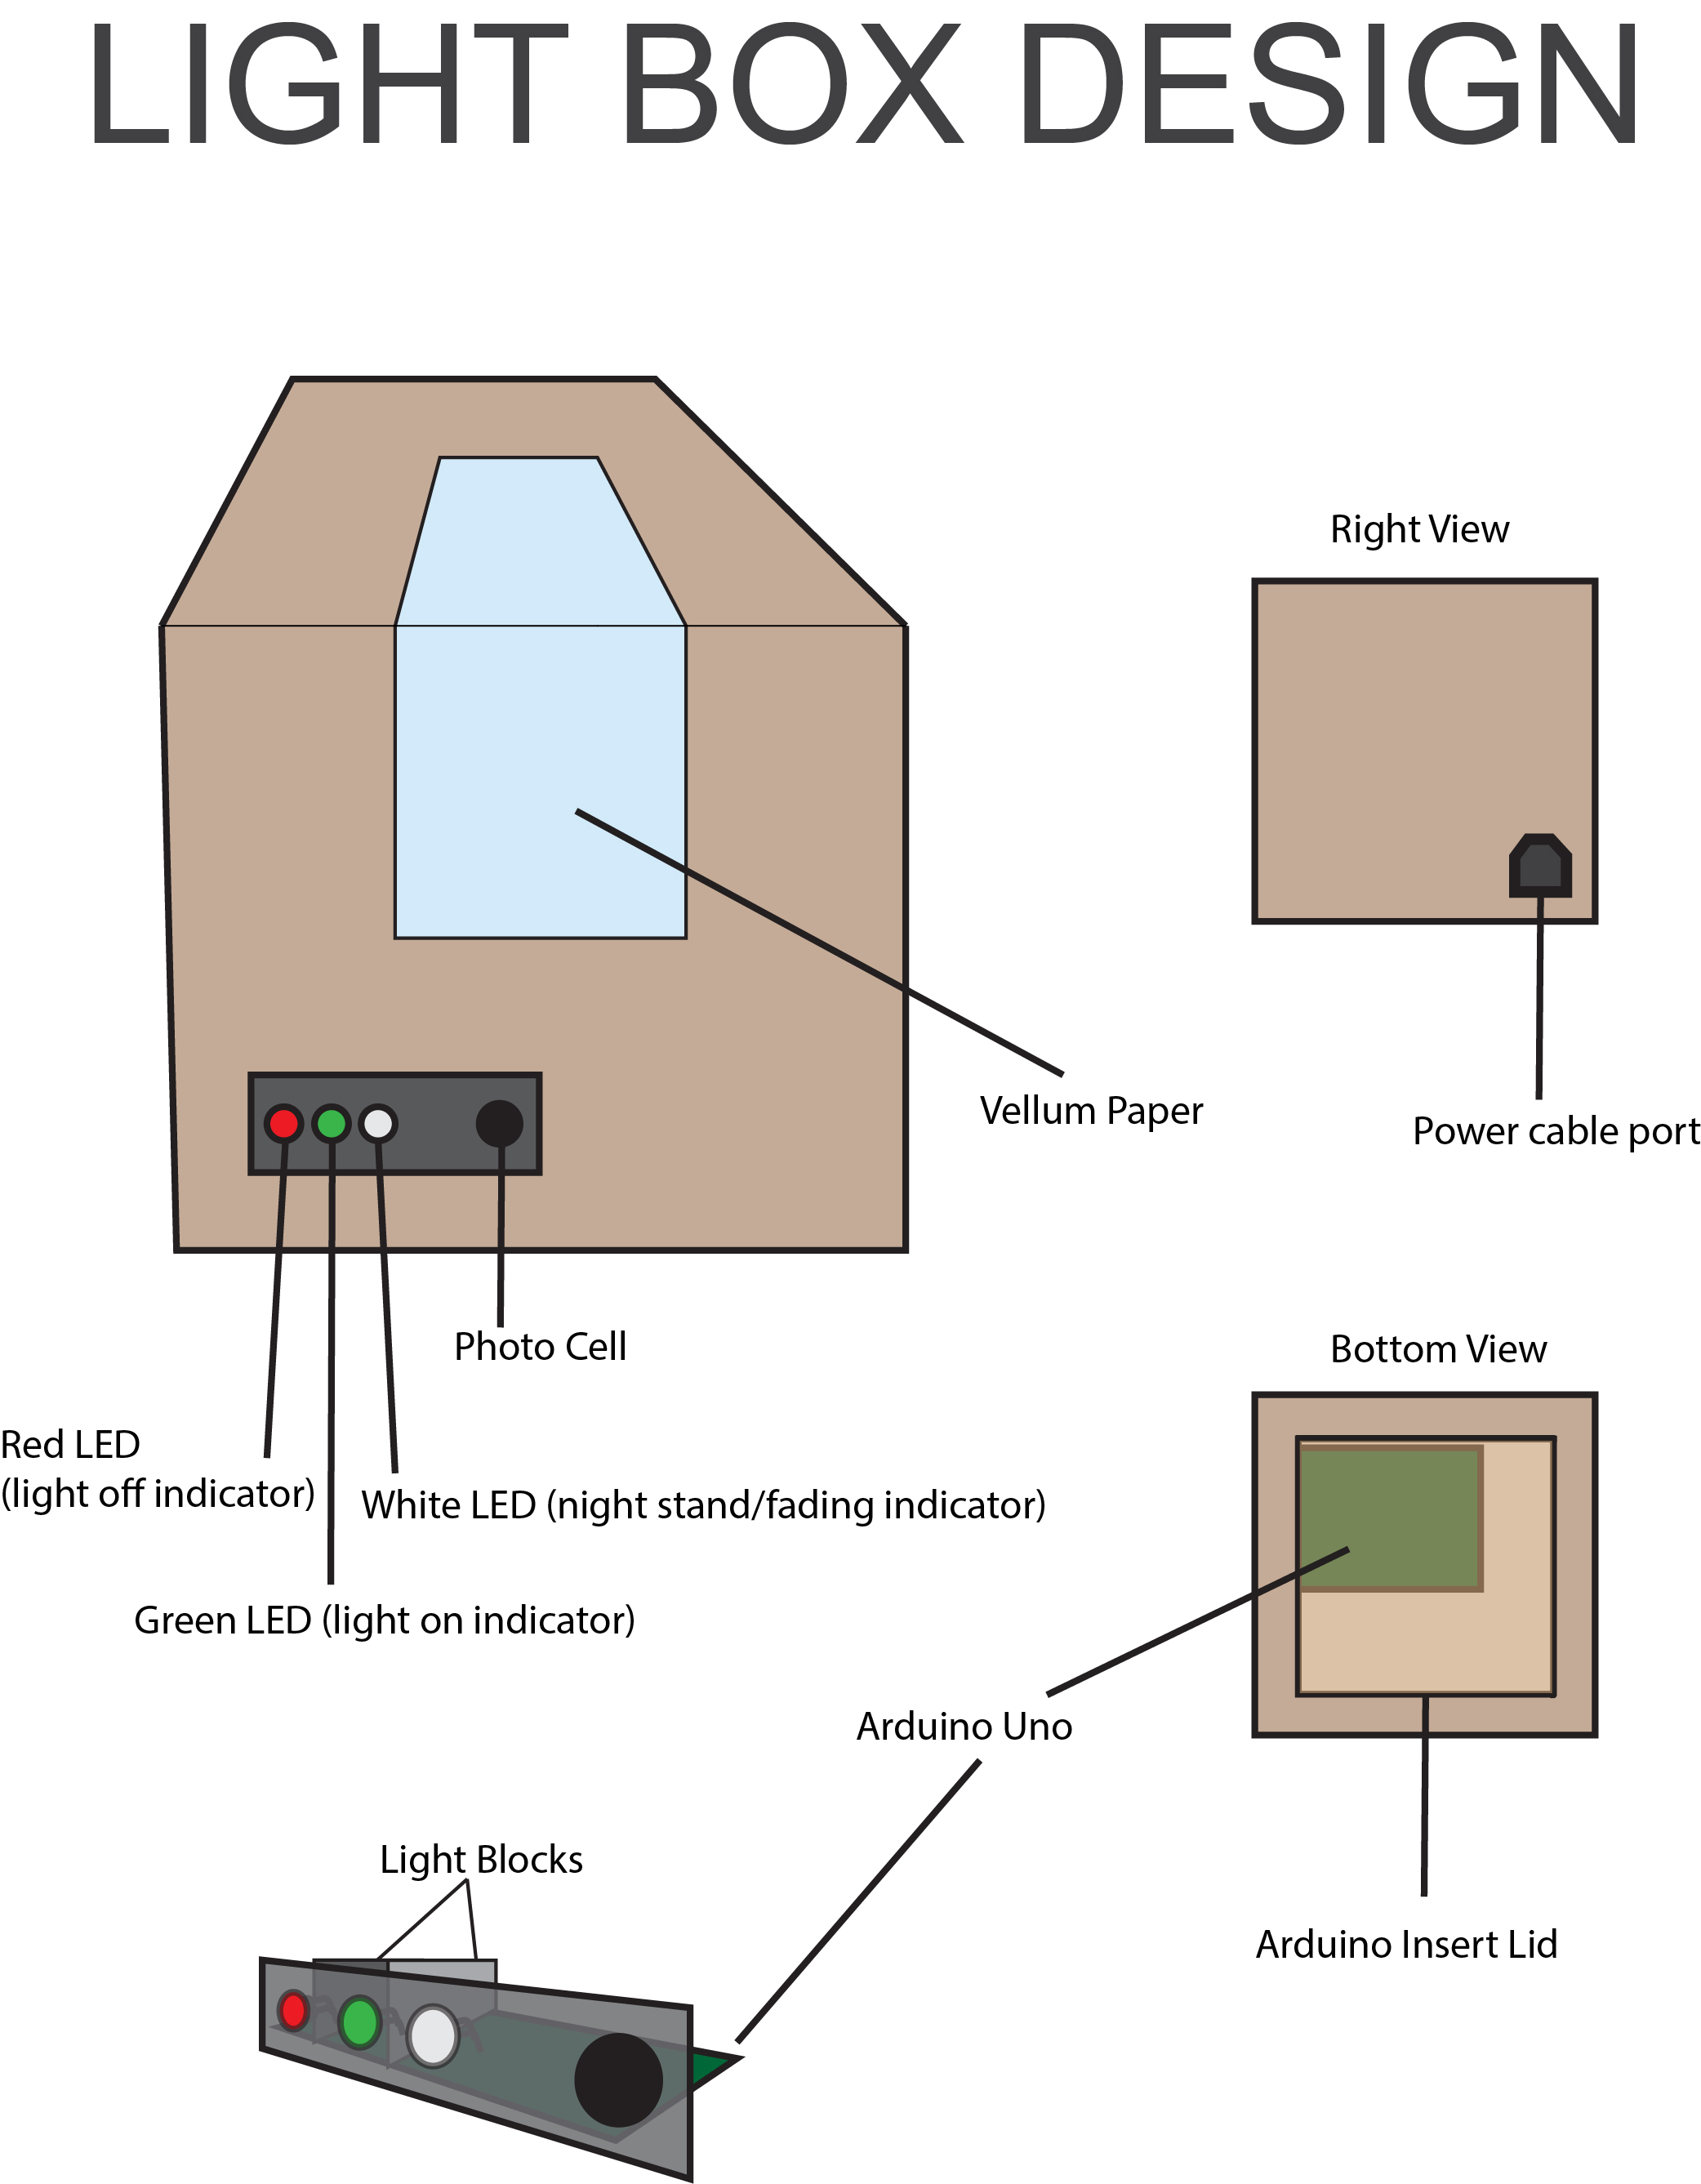 LIGHT BOX DESIGN
Right View
Vellum Paper
Power cable port
Photo Cell
Bottom View
Red LED
(light off indicator)
White LED (night stand/fading indicator)
Green LED (light on indicator)
Arduino Uno
Light Blocks
Arduino Insert Lid